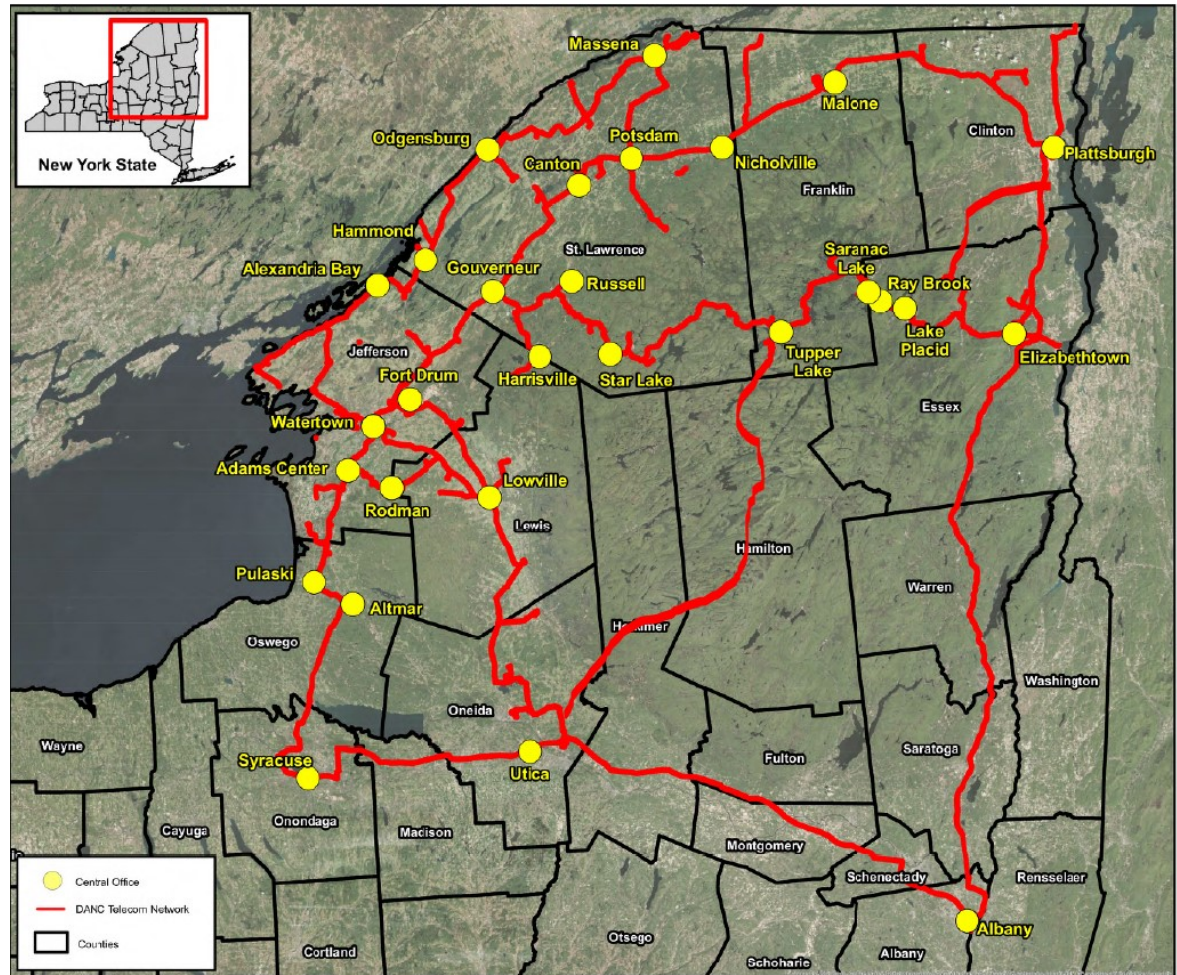 New York State
Massena
Malone
Odgensburg
Potsdam
Clinton
Canton
Nicholville
Plattsburgh
Franklin
Hammond
St. Lawrence
Saranac
Lake
Alexandria Bay
Gouverneur
Russell
Ray Brook
Lake
Placid
Jefferson
Tupper
Lake
Elizabethtown
Fort Drum
Harrisville
Star Lake
Essex
Watertown
Adams Center
Lowville
Rodman
Lewis
Hamilton
Pulaski
Warren
Altmar
Oswego
Washington
Oneida
Wayne
Saratoga
Syracuse
Utica
Fulton
Onondaga
Cayuga
Madison
Montgomery
Schenectady
Rensselaer
Central Office
DANC Telecom Network
Counties
Albany
Otsego
Cortland
Albany
Schoharie